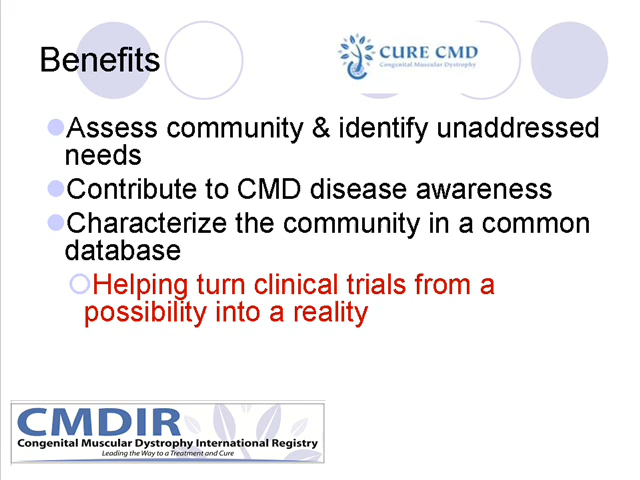 Benefits
CURE CMD
Congenital Muscular Dystrophy
Assess community & identify unaddressed
needs
Contribute to CMD disease awareness
Characterize the community in a common
database
Helping turn clinical trials from a
possibility into a reality
CMDIR
Congenital Muscular Dystrophy International Registry
Leading the Way to a Treatment and Cure